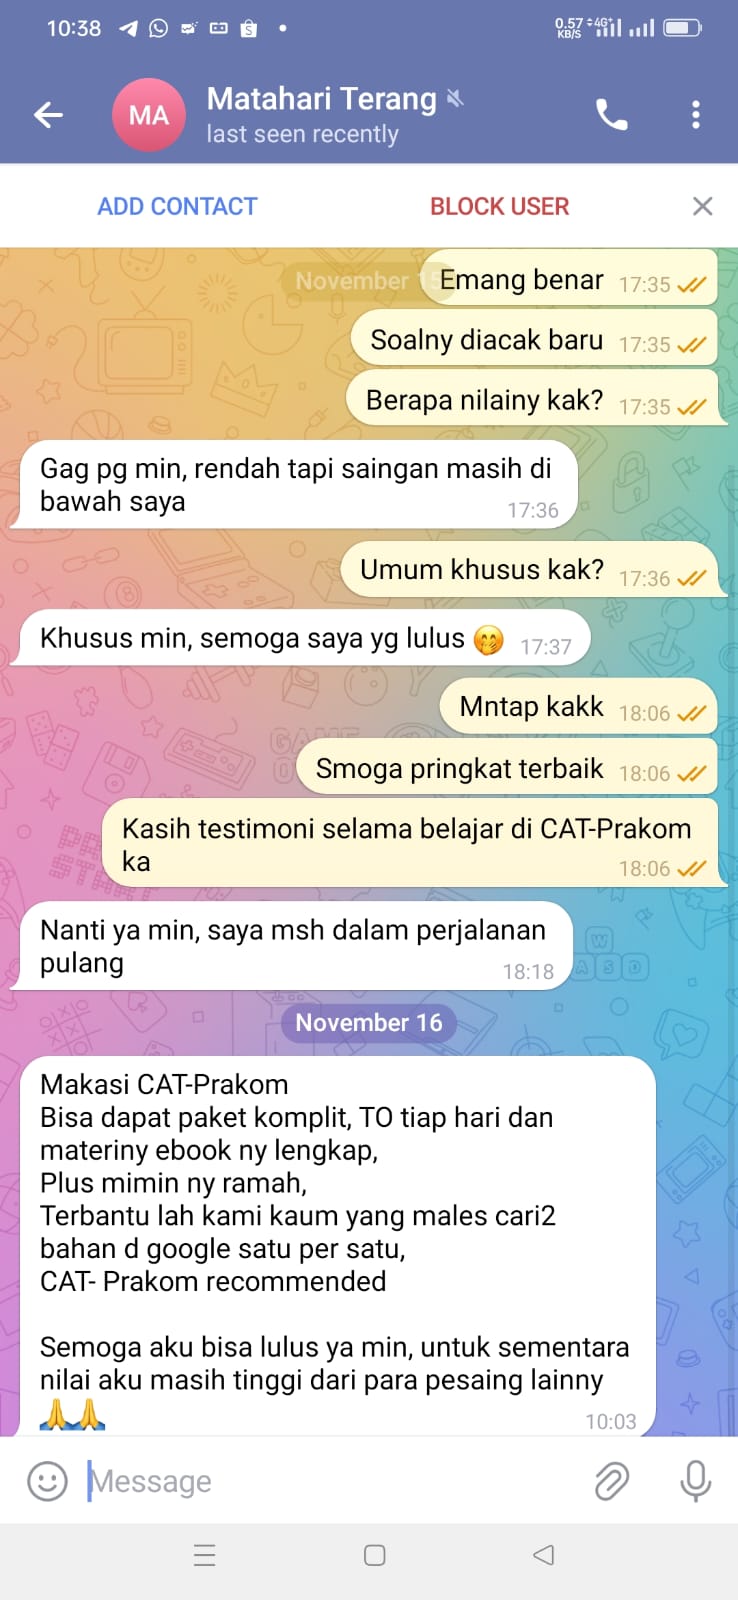 10:38
0.57 KB/S 4G+
MA
Matahari Terang
last seen recently
ADD CONTACT BLOCK USER
November 15
Emang benar 17:35
Soalny diacak baru 17:35
Berapa nilainy kak? 17:35
Gag pg min, rendah tapi saingan masih di
bawah saya 17:36
Umum khusus kak? 17:36
Khusus min, semoga saya yg lulus 🤭 17:37
Mntap kakk 18:06
Smoga pringkat terbaik 18:06
Kasih testimoni selama belajar di CAT-Prakom
ka 18:06
Nanti ya min, saya msh dalam perjalanan
pulang 18:18
November 16
Makasi CAT-Prakom
Bisa dapat paket komplit, TO tiap hari dan
materiny ebook ny lengkap,
Plus mimin ny ramah,
Terbantu lah kami kaum yang males cari2
bahan d google satu per satu,
CAT- Prakom recommended
Semoga aku bisa lulus ya min, untuk sementara
nilai aku masih tinggi dari para pesaing lainny
🙏🙏 10:03
Message